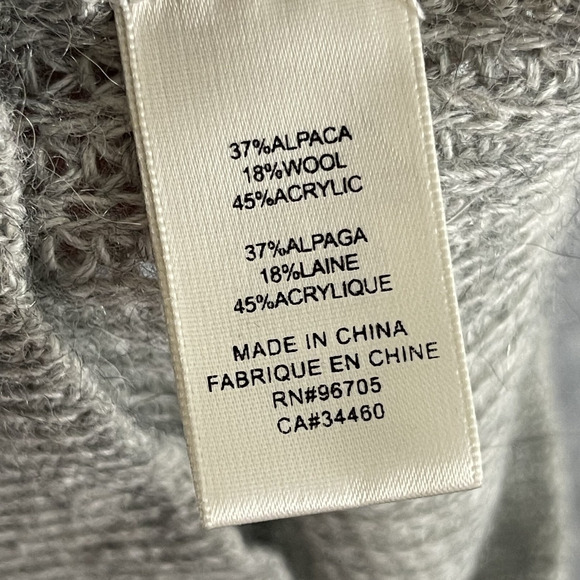 37%ALPACA
18%WOOL
45%ACRYLIC
37%ALPAGA
18%LAINE
45%ACRYLIQUE
MADE IN CHINA
FABRIQUE EN CHINE
RN#96705
CA#34460